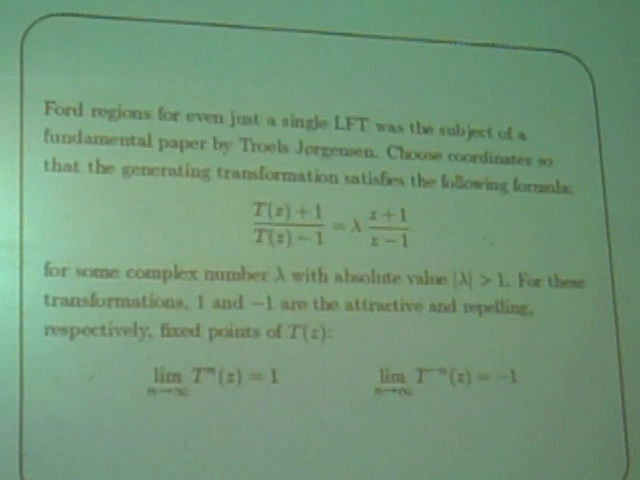 Ford regions for even just a single LFT was the subject of a
fundamental paper by Troels Jørgensen. Choose coordinates so
that the generating transformation satisfies the following formula:
T(z)+1 / T(z)−1 = λ z+1 / z−1
for some complex number λ with absolute value |λ| > 1. For these
transformations, 1 and −1 are the attractive and repelling,
respectively, fixed points of T(z):
lim n→∞ Tⁿ(z) = 1 lim n→∞ T⁻ⁿ(z) = −1